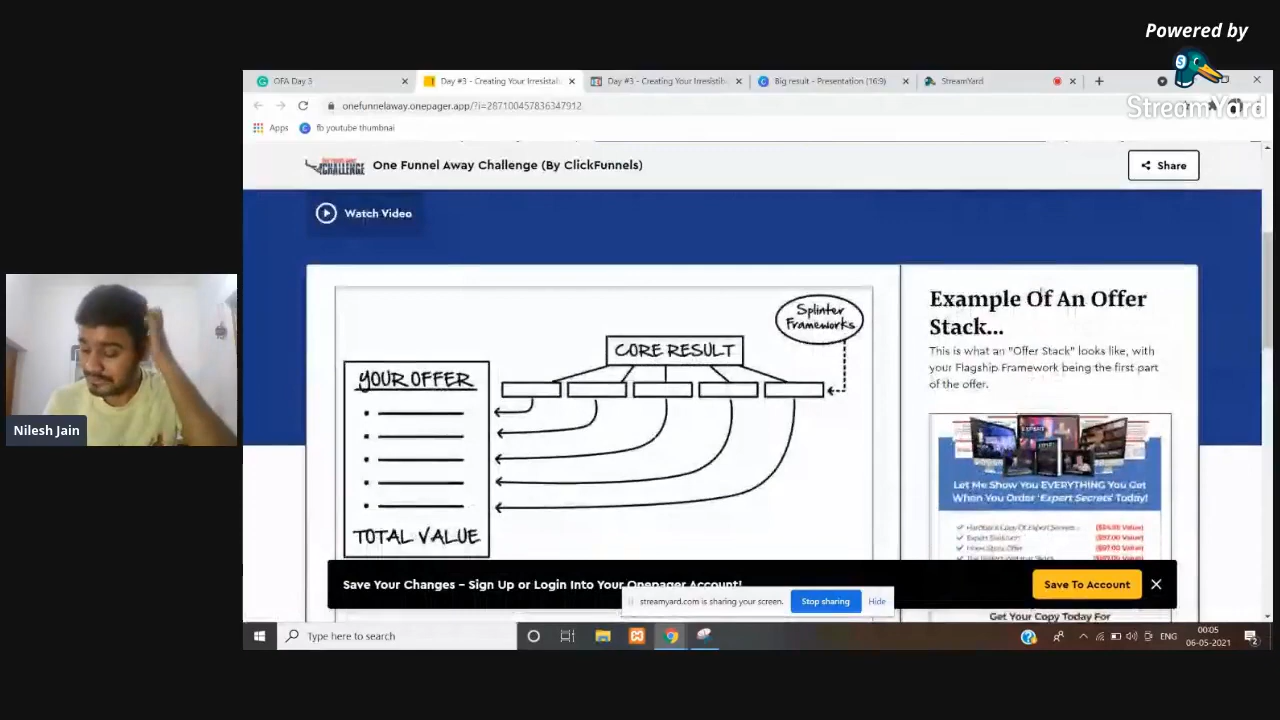 Powered by
StreamYard
OFA Day 3
Day #3 - Creating Your Irresistab
Day #3 - Creating Your Irresistib
Big result - Presentation (16:9)
StreamYard
onefunnelaway.onepager.app/?i=287100457836347912
Apps
fb youtube thumbnai
CHALLENGE
One Funnel Away Challenge (By ClickFunnels)
Share
Watch Video
Splinter
Frameworks
CORE RESULT
YOUR OFFER
TOTAL VALUE
Example Of An Offer
Stack...
This is what an "Offer Stack" looks like, with
your Flagship Framework being the first part
of the offer.
Let Me Show You EVERYTHING You Get
When You Order 'Expert Secrets' Today!
Nilesh Jain
Save Your Changes – Sign Up or Login Into Your Onepager Account!
Save To Account
streamyard.com is sharing your screen.
Stop sharing
Hide
Get Your Copy Today For
Type here to search
ENG
00:05
06-05-2021
2